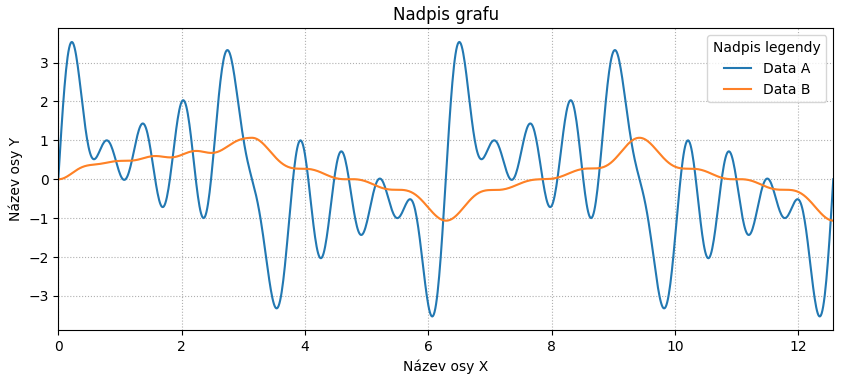 Nadpis grafu
Název osy Y
3
2
1
0
−1
−2
−3
Nadpis legendy
Data A
Data B
0 2 4 6 8 10 12
Název osy X